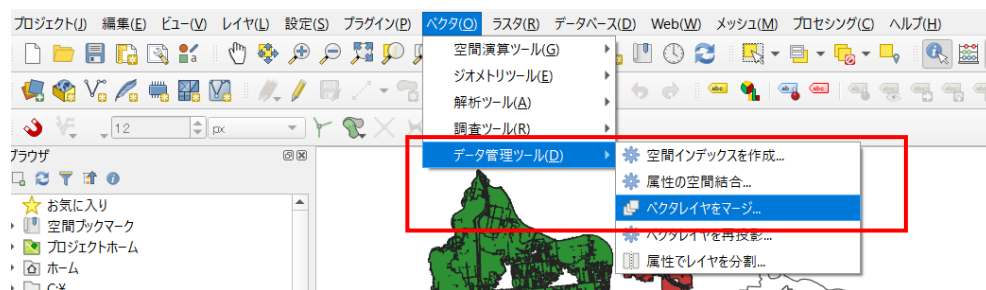 プロジェクト(J) 編集(E) ビュー(V) レイヤ(L) 設定(S) プラグイン(P) ベクタ(O) ラスタ(R) データベース(D) Web(W) メッシュ(M) プロセシング(C) ヘルプ(H)
空間演算ツール(G)
ジオメトリツール(E)
解析ツール(A)
abc
abc
12
px
調査ツール(R)
ブラウザ
データ管理ツール(D)
空間インデックスを作成...
属性の空間結合...
お気に入り
ベクタレイヤをマージ...
空間ブックマーク
ベクタレイヤを再投影...
プロジェクトホーム
ホーム
属性でレイヤを分割...
C:¥